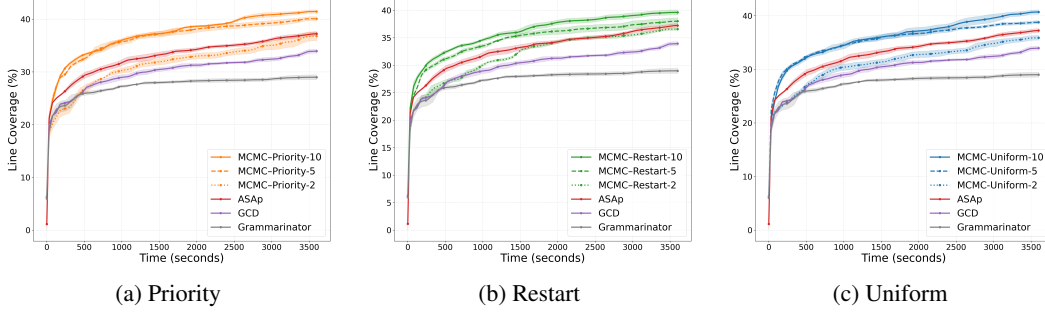 Line Coverage (%)
40
30
20
10
0
MCMC–Priority-10
MCMC–Priority-5
MCMC–Priority-2
ASAp
GCD
Grammarinator
0 500 1000 1500 2000 2500 3000 3500
Time (seconds)
(a) Priority
Line Coverage (%)
40
35
30
25
20
15
10
5
0
MCMC–Restart-10
MCMC–Restart-5
MCMC–Restart-2
ASAp
GCD
Grammarinator
0 500 1000 1500 2000 2500 3000 3500
Time (seconds)
(b) Restart
Line Coverage (%)
40
30
20
10
0
MCMC-Uniform-10
MCMC-Uniform-5
MCMC-Uniform-2
ASAp
GCD
Grammarinator
0 500 1000 1500 2000 2500 3000 3500
Time (seconds)
(c) Uniform